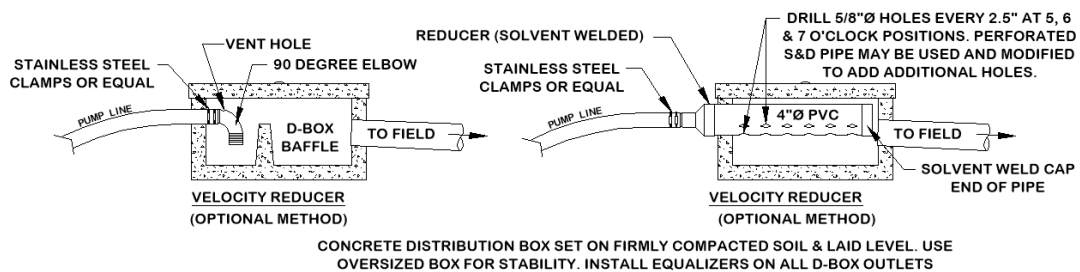 VENT HOLE
90 DEGREE ELBOW
STAINLESS STEEL
CLAMPS OR EQUAL
PUMP LINE
D-BOX
BAFFLE
TO FIELD
VELOCITY REDUCER
(OPTIONAL METHOD)
DRILL 5/8"Ø HOLES EVERY 2.5" AT 5, 6
& 7 O'CLOCK POSITIONS. PERFORATED
S&D PIPE MAY BE USED AND MODIFIED
TO ADD ADDITIONAL HOLES.
REDUCER (SOLVENT WELDED)
STAINLESS STEEL
CLAMPS OR EQUAL
PUMP LINE
4"Ø PVC
TO FIELD
SOLVENT WELD CAP
END OF PIPE
VELOCITY REDUCER
(OPTIONAL METHOD)
CONCRETE DISTRIBUTION BOX SET ON FIRMLY COMPACTED SOIL & LAID LEVEL. USE
OVERSIZED BOX FOR STABILITY. INSTALL EQUALIZERS ON ALL D-BOX OUTLETS